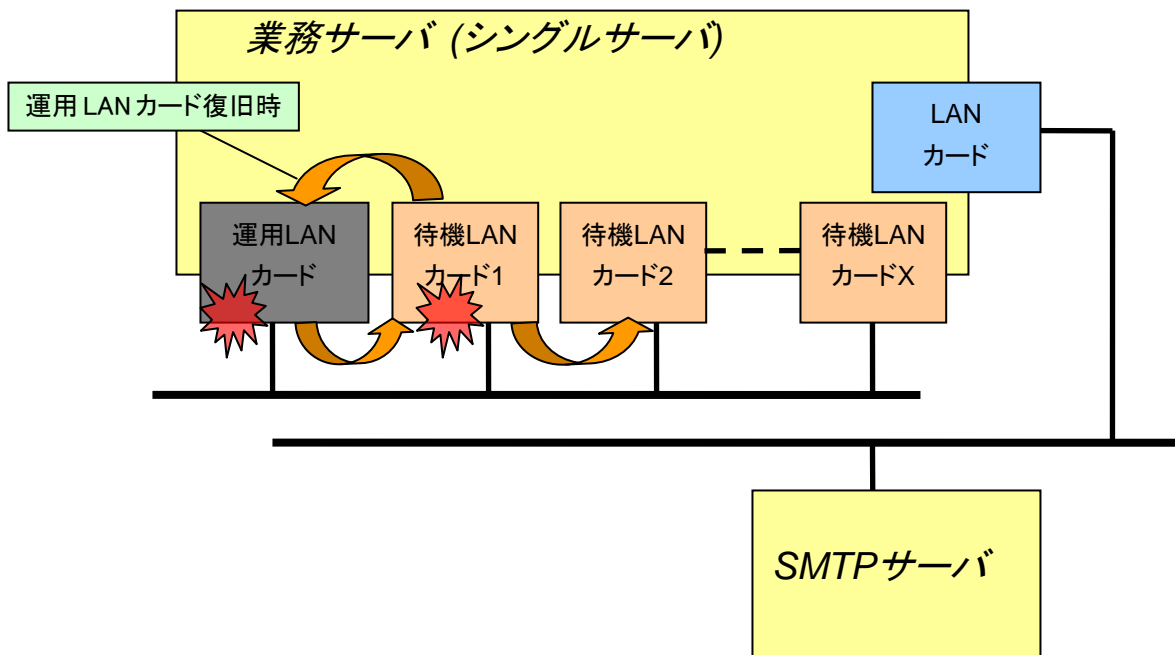 業務サーバ (シングルサーバ)
運用LANカード復旧時
LAN
カード
運用LAN
カード
待機LAN
カード1
待機LAN
カード2
待機LAN
カードX
SMTPサーバ